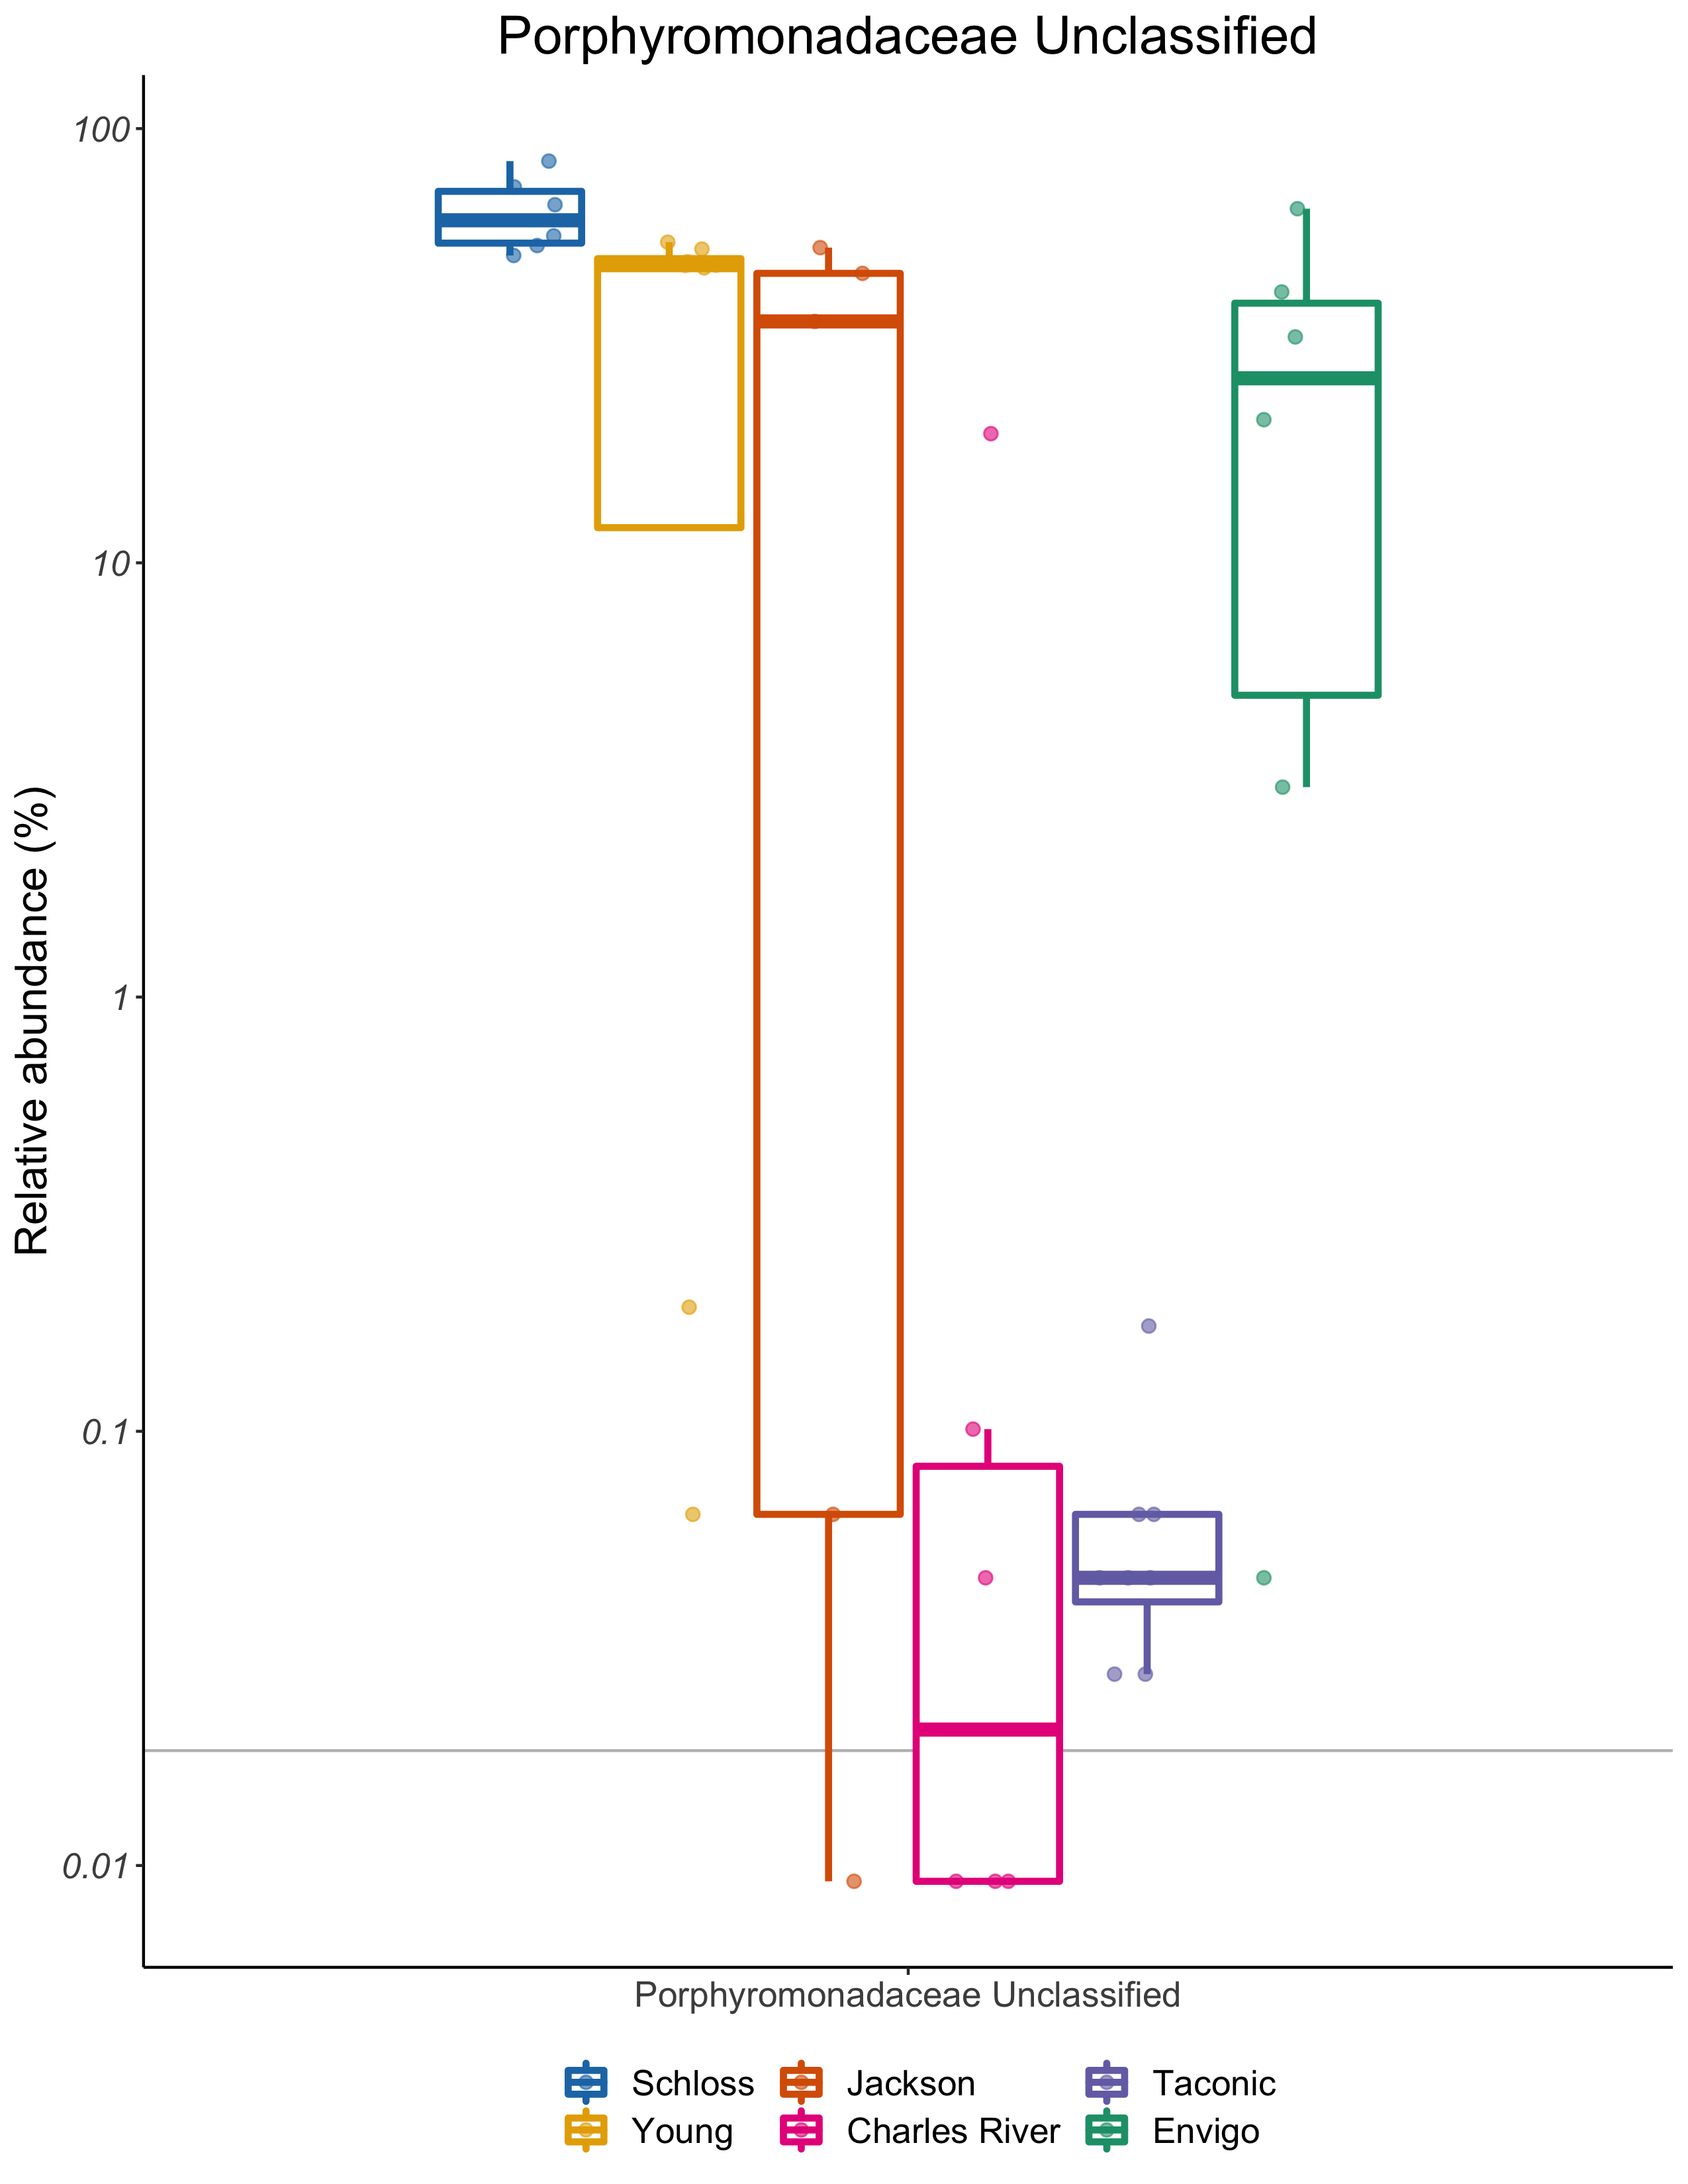 Porphyromonadaceae Unclassified
100
10
1
0.1
0.01
Relative abundance (%)
Porphyromonadaceae Unclassified
Schloss
Jackson
Taconic
Young
Charles River
Envigo